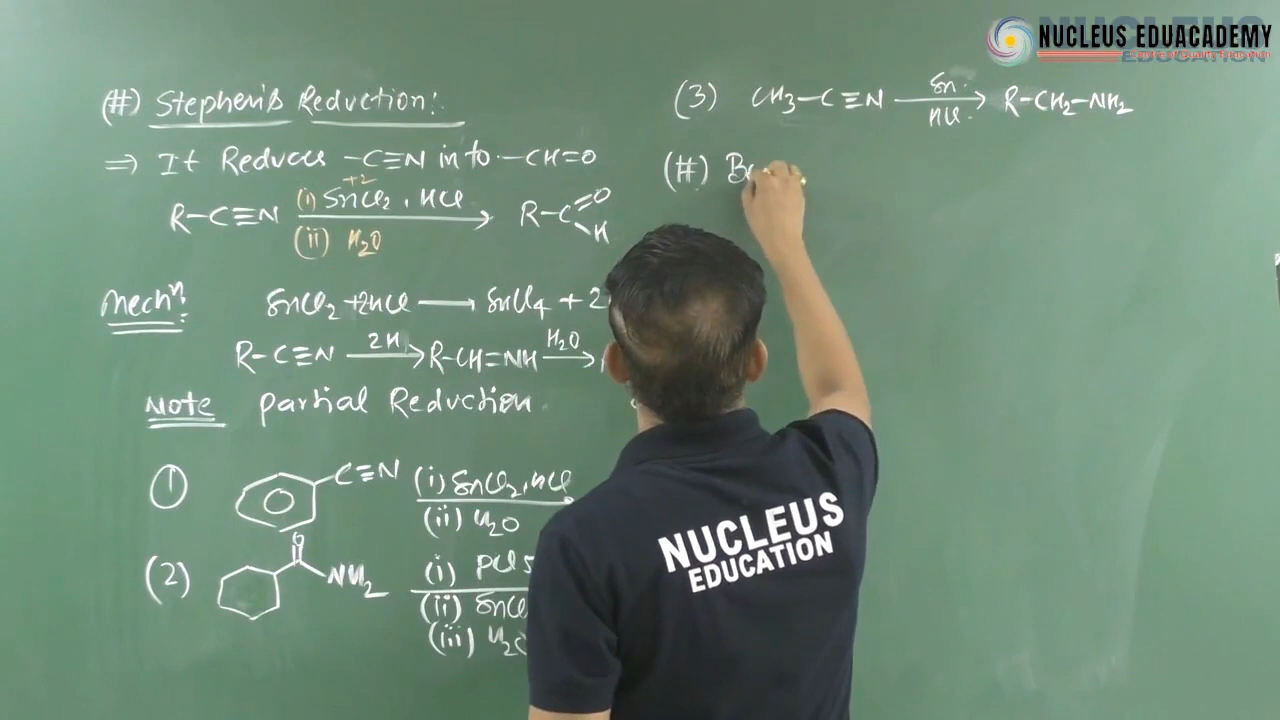 NUCLEUS EDUACADEMY
(#) Stephen's Reduction:
⇒ It Reduces -C≡N into -CH=O
+2
R-C≡N (i) SnCl2, HCl → R-C=O
(ii) H2O H
Mechn: SnCl2 + 2HCl → SnCl4 + 2
R-C≡N 2H → R-CH=NH H2O →
Note Partial Reduction
① C≡N (i) SnCl2, HCl
(ii) H2O
(2) O NH2 (i) PCl5
(ii) SnCl
(iii) H2O
(3) CH3-C≡N Sn HCl → R-CH2-NH2
(#)
NUCLEUS
EDUCATION